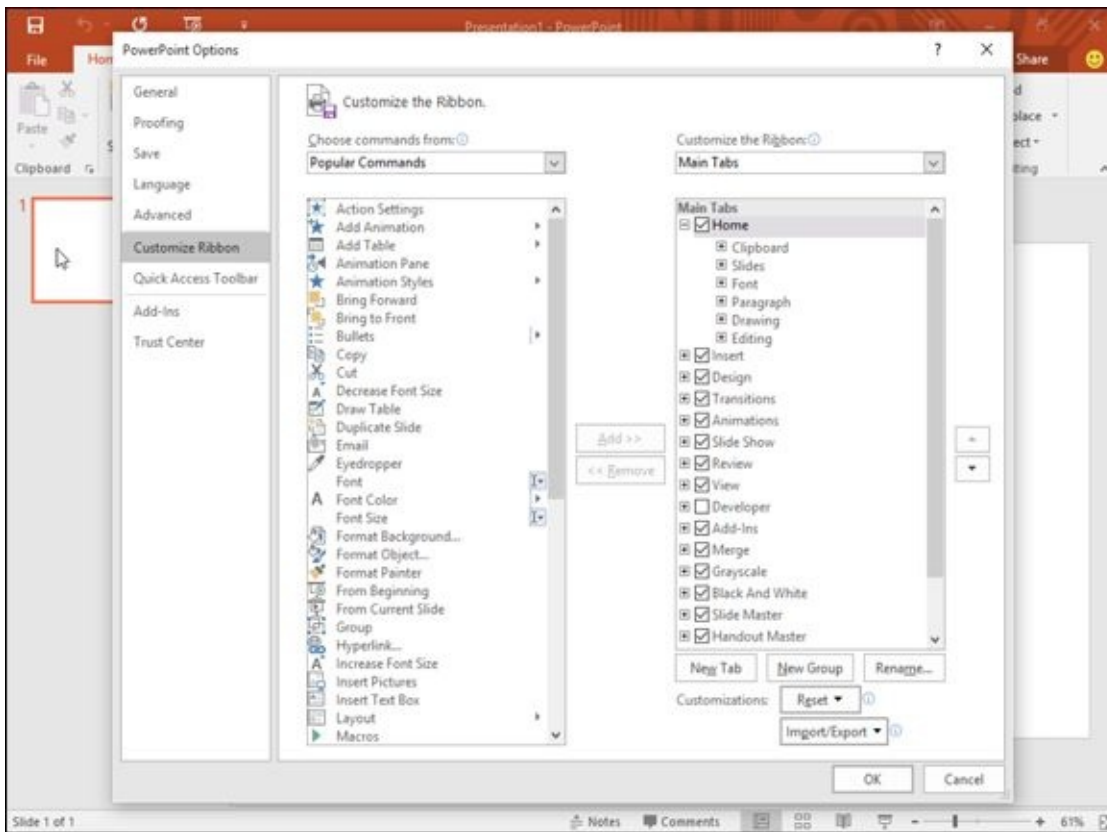 Presentation1 - PowerPoint
File
Share
Paste
Clipboard
1
PowerPoint Options
?
General
Proofing
Save
Language
Advanced
Customize Ribbon
Quick Access Toolbar
Add-Ins
Trust Center
Customize the Ribbon.
Choose commands from:
Popular Commands
Action Settings
Add Animation
Add Table
Animation Pane
Animation Styles
Bring Forward
Bring to Front
Bullets
Copy
Cut
Decrease Font Size
Draw Table
Duplicate Slide
Email
Eyedropper
Font
Font Color
Font Size
Format Background...
Format Object...
Format Painter
From Beginning
From Current Slide
Group
Hyperlink...
Increase Font Size
Insert Pictures
Insert Text Box
Layout
Macros
Add >>
<< Remove
Customize the Ribbon:
Main Tabs
Main Tabs
Home
Clipboard
Slides
Font
Paragraph
Drawing
Editing
Insert
Design
Transitions
Animations
Slide Show
Review
View
Developer
Add-Ins
Merge
Grayscale
Black And White
Slide Master
Handout Master
New Tab
New Group
Rename...
Customizations:
Reset
Import/Export
OK
Cancel
Slide 1 of 1
Notes
Comments
61%